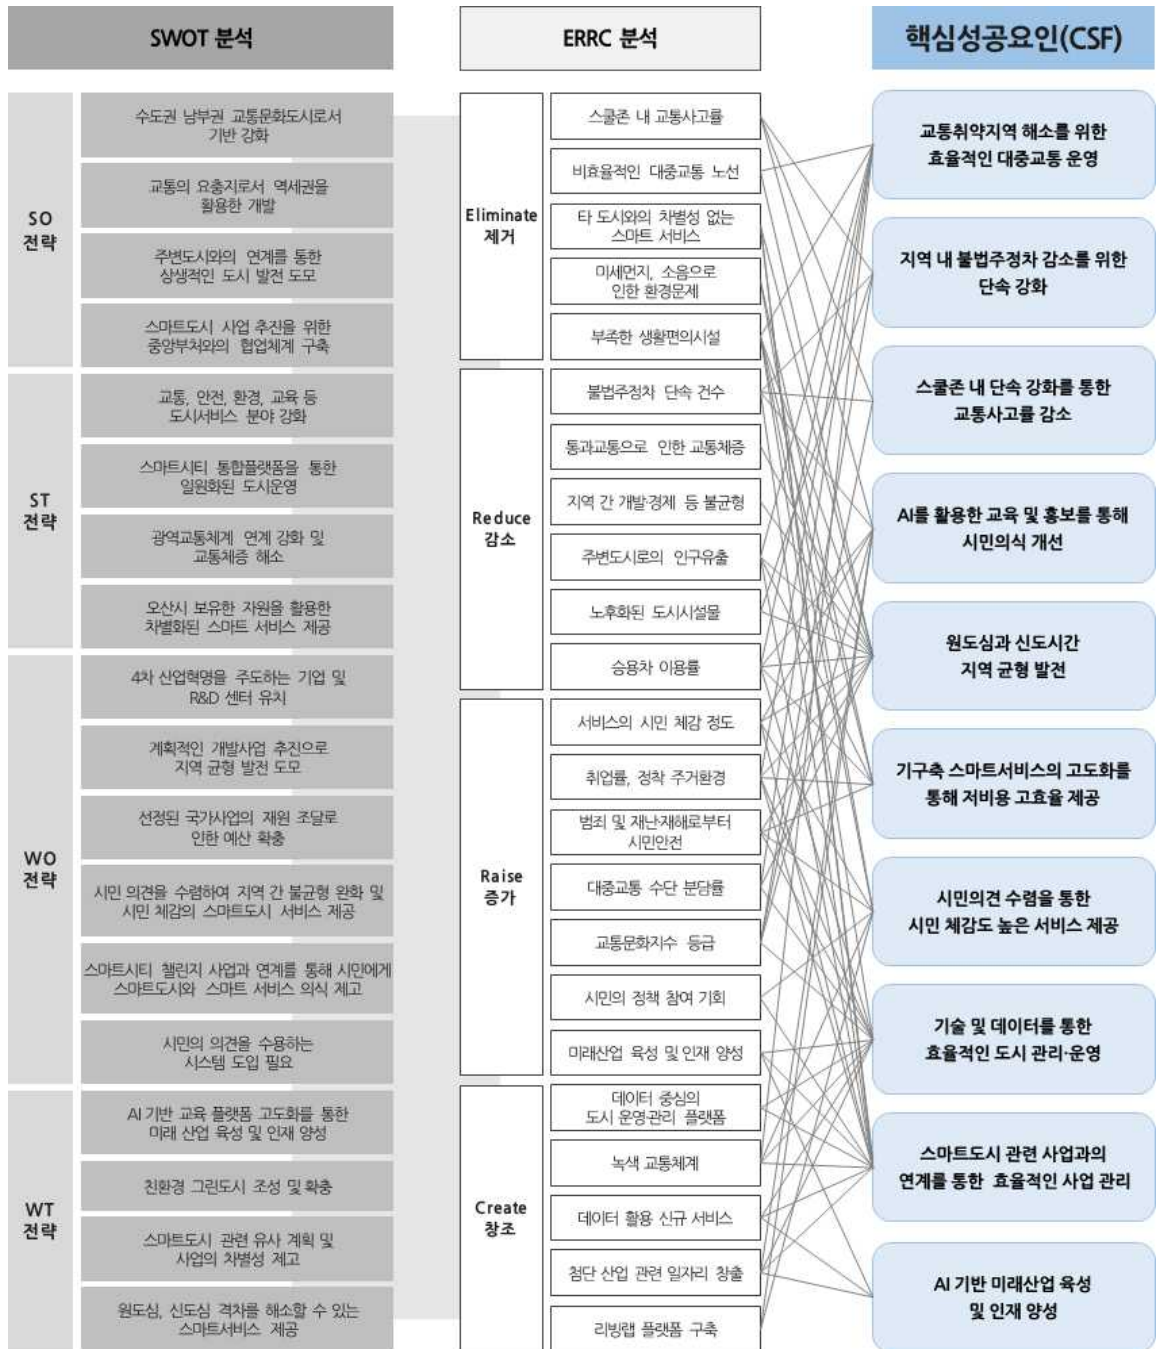 SWOT 분석
SO
전략
수도권 남부권 교통문화도시로서
기반 강화
교통의 요충지로서 역세권을
활용한 개발
주변도시와의 연계를 통한
상생적인 도시 발전 도모
스마트도시 사업 추진을 위한
중앙부처와의 협업체계 구축
ST
전략
교통, 안전, 환경, 교육 등
도시서비스 분야 강화
스마트시티 통합플랫폼을 통한
일원화된 도시운영
광역교통체계 연계 강화 및
교통체증 해소
오산시 보유한 자원을 활용한
차별화된 스마트 서비스 제공
WO
전략
4차 산업혁명을 주도하는 기업 및
R&D 센터 유치
계획적인 개발사업 추진으로
지역 균형 발전 도모
선정된 국가사업의 재원 조달로
인한 예산 확충
시민 의견을 수렴하여 지역 간 불균형 완화 및
시민 체감의 스마트도시 서비스 제공
스마트시티 챌린지 사업과 연계를 통해 시민에게
스마트도시와 스마트 서비스 의식 제고
시민의 의견을 수용하는
시스템 도입 필요
WT
전략
AI 기반 교육 플랫폼 고도화를 통한
미래 산업 육성 및 인재 양성
친환경 그린도시 조성 및 확충
스마트도시 관련 유사 계획 및
사업의 차별성 제고
원도심, 신도심 격차를 해소할 수 있는
스마트서비스 제공
ERRC 분석
Eliminate
제거
스쿨존 내 교통사고률
비효율적인 대중교통 노선
타 도시와의 차별성 없는
스마트 서비스
미세먼지, 소음으로
인한 환경문제
부족한 생활편의시설
Reduce
감소
불법주정차 단속 건수
통과교통으로 인한 교통체증
지역 간 개발·경제 등 불균형
주변도시로의 인구유출
노후화된 도시시설물
승용차 이용률
Raise
증가
서비스의 시민 체감 정도
취업률, 정착 주거환경
범죄 및 재난·재해로부터
시민안전
대중교통 수단 분담률
교통문화지수 등급
시민의 정책 참여 기회
미래산업 육성 및 인재 양성
Create
창조
데이터 중심의
도시 운영·관리 플랫폼
녹색 교통체계
데이터 활용 신규 서비스
첨단 산업 관련 일자리 창출
리빙랩 플랫폼 구축
핵심성공요인(CSF)
교통취약지역 해소를 위한
효율적인 대중교통 운영
지역 내 불법주정차 감소를 위한
단속 강화
스쿨존 내 단속 강화를 통한
교통사고률 감소
AI를 활용한 교육 및 홍보를 통해
시민의식 개선
원도심과 신도시간
지역 균형 발전
기구축 스마트서비스의 고도화를
통해 저비용 고효율 제공
시민의견 수렴을 통한
시민 체감도 높은 서비스 제공
기술 및 데이터를 통한
효율적인 도시 관리·운영
스마트도시 관련 사업과의
연계를 통한 효율적인 사업 관리
AI 기반 미래산업 육성
및 인재 양성